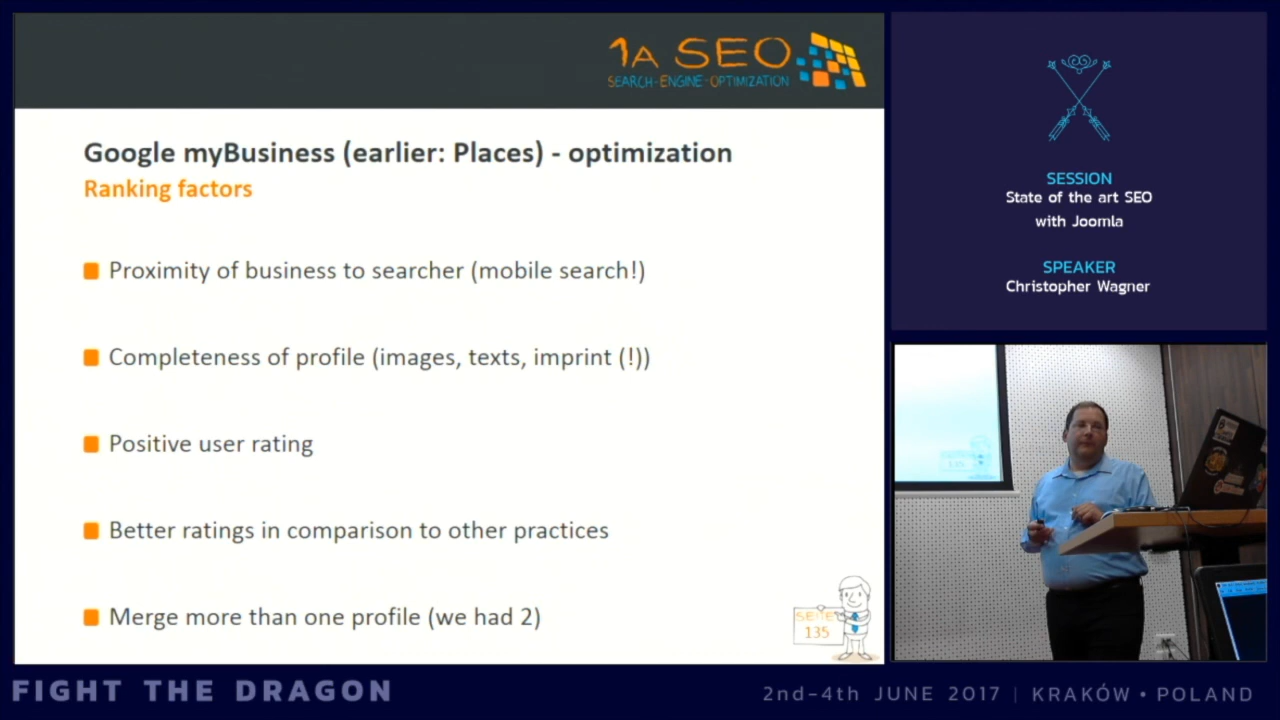 1A SEO
SEARCH-ENGINE-OPTIMIZATION
Google myBusiness (earlier: Places) - optimization
Ranking factors
Proximity of business to searcher (mobile search!)
Completeness of profile (images, texts, imprint (!))
Positive user rating
Better ratings in comparison to other practices
Merge more than one profile (we had 2)
SEITE
135
SESSION
State of the art SEO
with Joomla
SPEAKER
Christopher Wagner
135
FIGHT THE DRAGON
2nd-4th JUNE 2017 | KRAKÓW • POLAND